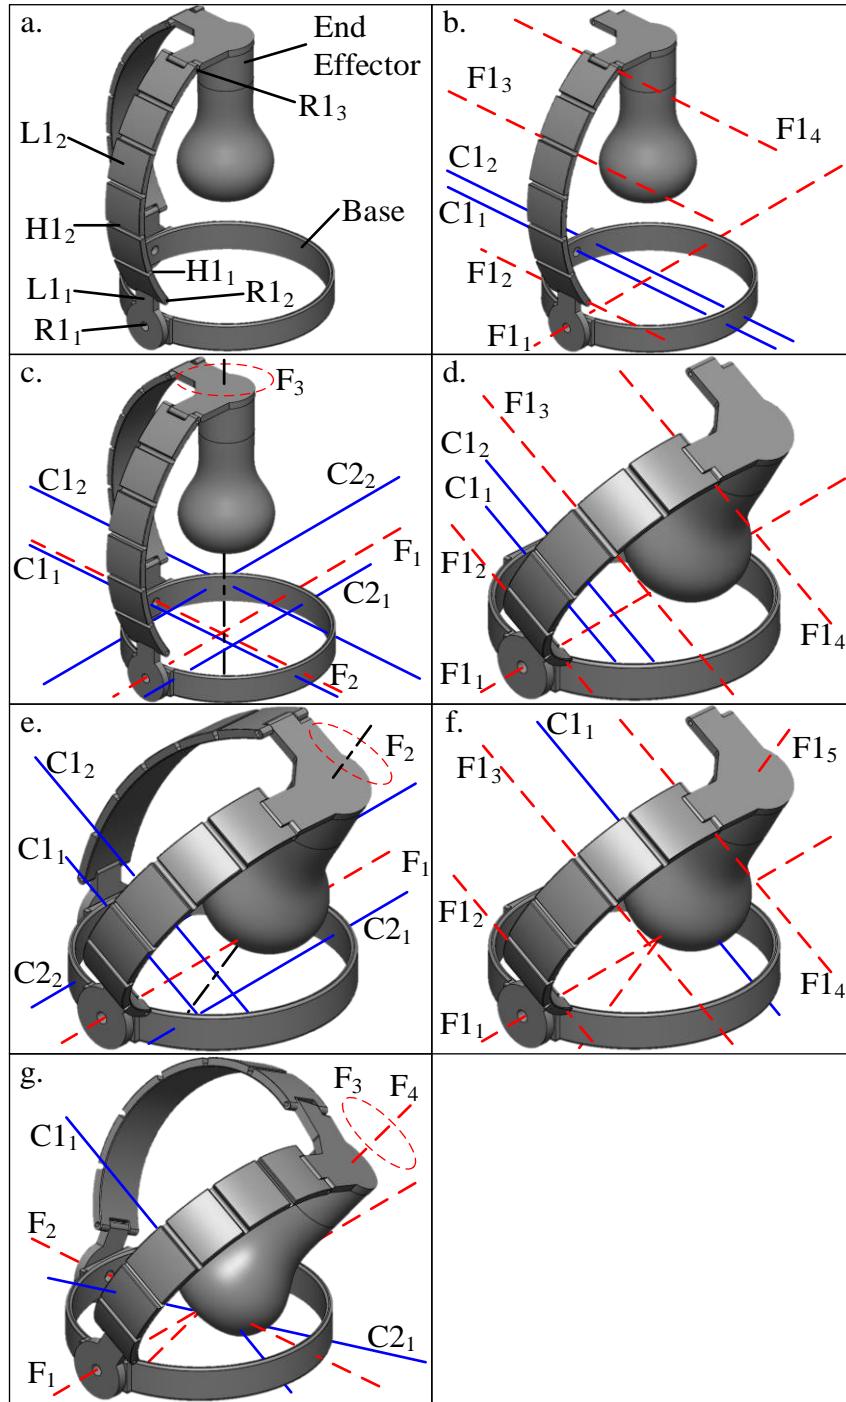 a.
End
Effector
R1₃
L1₂
Base
H1₂
H1₁
L1₁
R1₂
R1₁
b.
F1₃
F1₄
C1₂
C1₁
F1₂
F1₁
c.
F₃
C1₂
C2₂
F₁
C1₁
C2₁
F₂
d.
F1₃
C1₂
C1₁
F1₂
F1₄
F1₁
e.
F₂
C1₂
C1₁
F₁
C2₁
C2₂
f.
C1₁
F1₃
F1₅
F1₂
F1₄
F1₁
g.
F₃
F₄
C1₁
F₂
C2₁
F₁